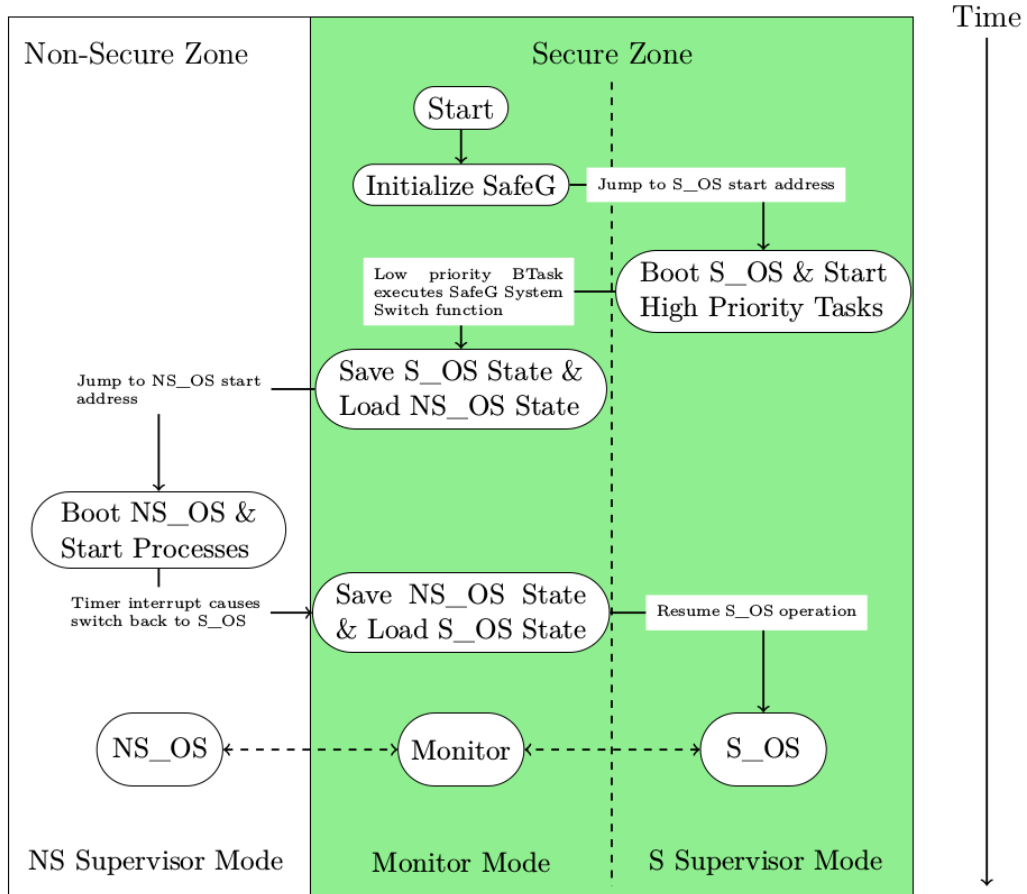 Time
Non-Secure Zone
Secure Zone
Start
Initialize SafeG
Jump to S_OS start address
Boot S_OS & Start
High Priority Tasks
Low priority BTask
executes SafeG System
Switch function
Save S_OS State &
Load NS_OS State
Jump to NS_OS start
address
Boot NS_OS &
Start Processes
Timer interrupt causes
switch back to S_OS
Save NS_OS State
& Load S_OS State
Resume S_OS operation
NS_OS
Monitor
S_OS
NS Supervisor Mode
Monitor Mode
S Supervisor Mode